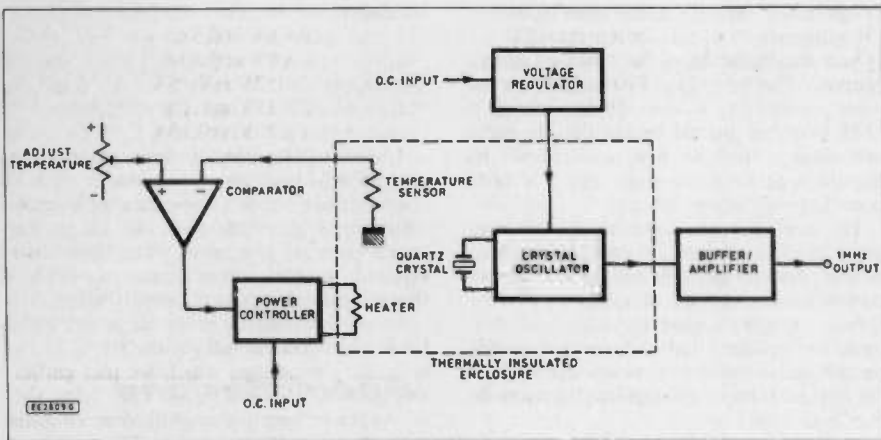 O.C. INPUT
VOLTAGE
REGULATOR
+
ADJUST
TEMPERATURE
+ −
COMPARATOR
TEMPERATURE
SENSOR
QUARTZ
CRYSTAL
CRYSTAL
OSCILLATOR
BUFFER/
AMPLIFIER
1MHz
OUTPUT
POWER
CONTROLLER
HEATER
THERMALLY INSULATED
ENCLOSURE
O.C. INPUT
EE2809G